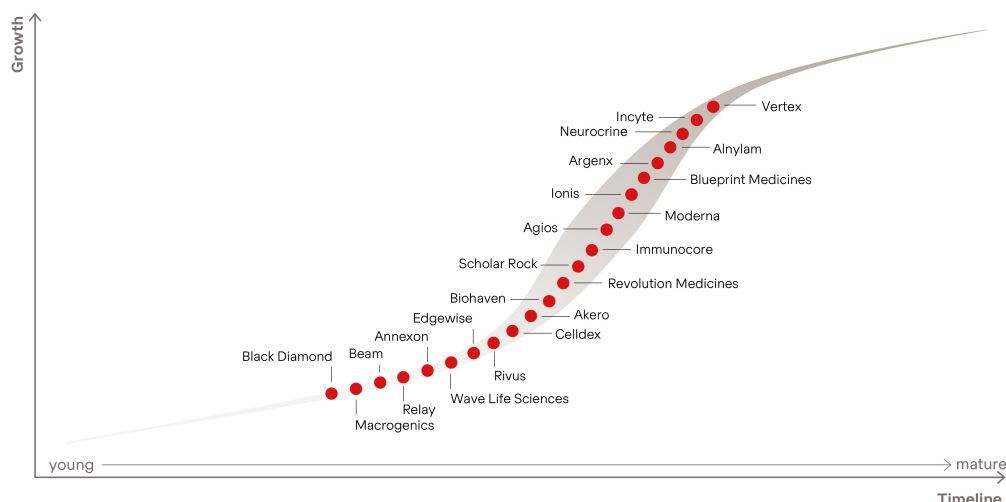 Growth
Vertex
Incyte
Neurocrine
Alnylam
Argenx
Blueprint Medicines
Ionis
Moderna
Agios
Immunocore
Scholar Rock
Revolution Medicines
Biohaven
Akero
Edgewise
Celldex
Annexon
Beam
Black Diamond
Rivus
Wave Life Sciences
Relay
Macrogenics
young
mature
Timeline